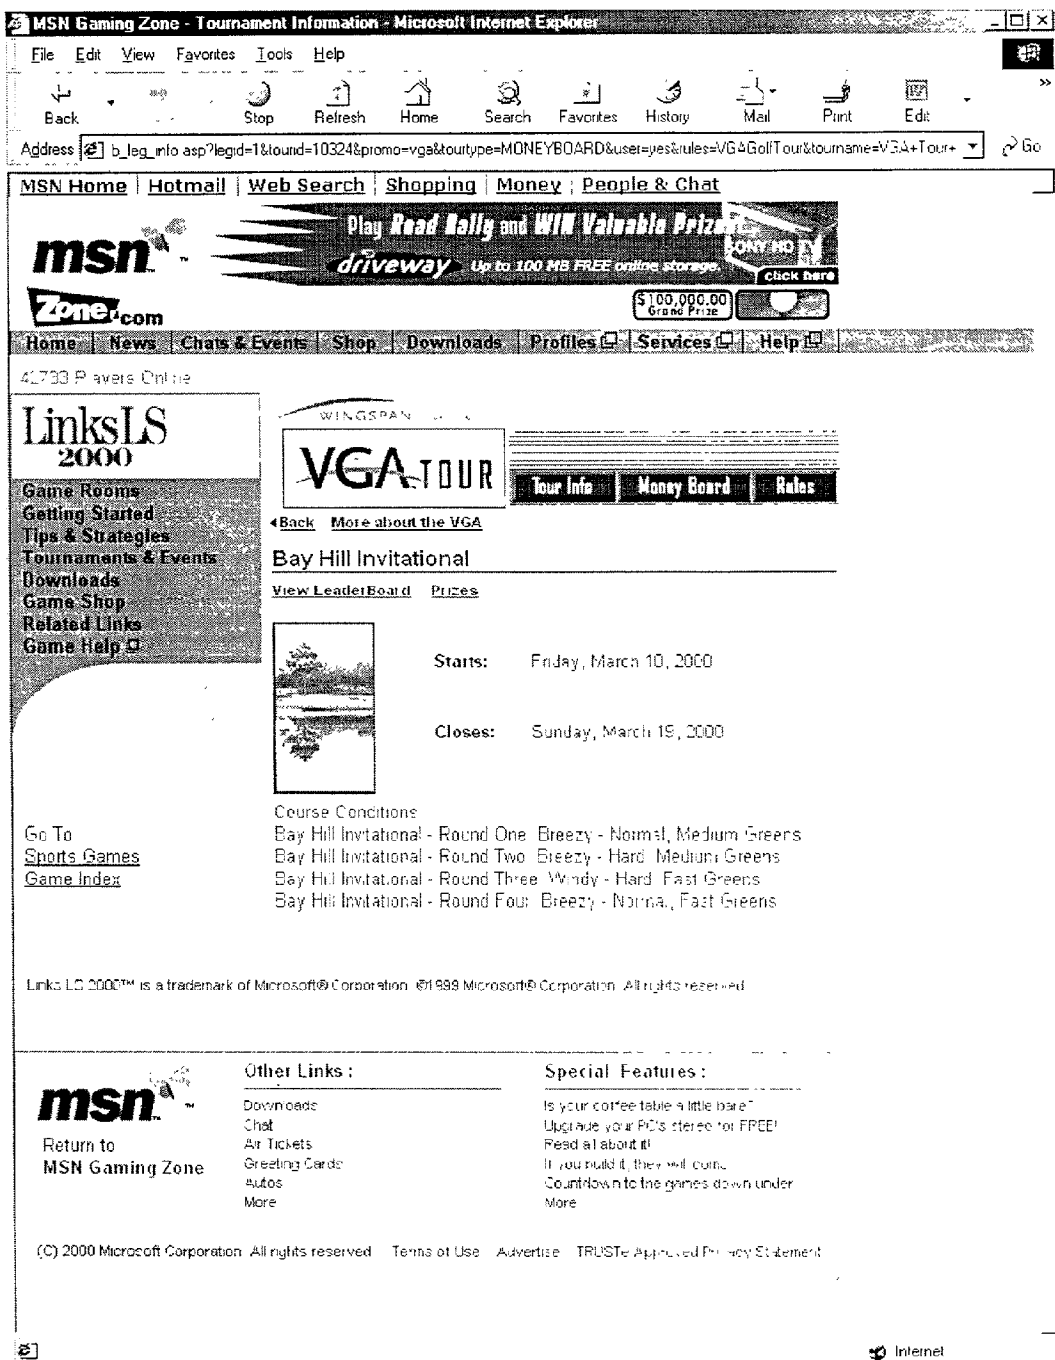 MSN Gaming Zone - Tournament Information - Microsoft Internet Explorer
File Edit View Favorites Tools Help
Back Stop Refresh Home Search Favorites History Mail Print Edit
Address b_leg_info.asp?legid=1&tourid=10324&promo=vga&tourtype=MONEYBOARD&user=yes&rules=VGAGolfTour&tourname=VGA+Tour+ Go
MSN Home | Hotmail | Web Search | Shopping | Money | People & Chat
msn
Play Road Rally and WIN Valuable Prizes
SONY HD TV
driveway Up to 100 MB FREE online storage.
click here
Zone.com
$100,000.00
Grand Prize
Home | News | Chats & Events | Shop | Downloads | Profiles | Services | Help
Players Online
LinksLS
2000
WINGSPAN
VGA TOUR
Tour Info Money Board Rules
Game Rooms
Getting Started
Tips & Strategies
Tournaments & Events
Downloads
Game Shop
Related Links
Game Help
Back More about the VGA
Bay Hill Invitational
View LeaderBoard Prizes
Starts: Friday, March 10, 2000
Closes: Sunday, March 19, 2000
Course Conditions
Bay Hill Invitational - Round One Breezy - Normal, Medium Greens
Bay Hill Invitational - Round Two Breezy - Hard Medium Greens
Bay Hill Invitational - Round Three Windy - Hard Fast Greens
Bay Hill Invitational - Round Four Breezy - Normal, Fast Greens
Go To
Sports Games
Game Index
Links LS 2000™ is a trademark of Microsoft® Corporation ©1999 Microsoft® Corporation. All rights reserved
msn
Return to
MSN Gaming Zone
Other Links :
Downloads
Chat
Air Tickets
Greeting Cards
Autos
More
Special Features :
Is your coffee table a little bare?
Upgrade your PC's stereo for FREE!
Read all about it!
If you build it, they will come
Countdown to the games down under
More
(C) 2000 Microsoft Corporation All rights reserved Terms of Use Advertise TRUSTe Approved Privacy Statement
Internet